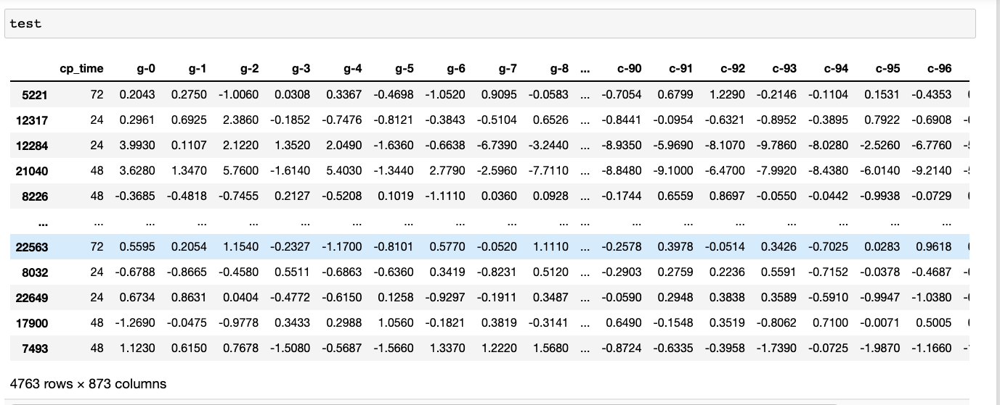 test
cp_time g-0 g-1 g-2 g-3 g-4 g-5 g-6 g-7 g-8 ... c-90 c-91 c-92 c-93 c-94 c-95 c-96
5221 72 0.2043 0.2750 -1.0060 0.0308 0.3367 -0.4698 -1.0520 0.9095 -0.0583 ... -0.7054 0.6799 1.2290 -0.2146 -0.1104 0.1531 -0.4353
12317 24 0.2961 0.6925 2.3860 -0.1852 -0.7476 -0.8121 -0.3843 -0.5104 0.6526 ... -0.8441 -0.0954 -0.6321 -0.8952 -0.3895 0.7922 -0.6908
12284 24 3.9930 0.1107 2.1220 1.3520 2.0490 -1.6360 -0.6638 -6.7390 -3.2440 ... -8.9350 -5.9690 -8.1070 -9.7860 -8.0280 -2.5260 -6.7760
21040 48 3.6280 1.3470 5.7600 -1.6140 5.4030 -1.3440 2.7790 -2.5960 -7.7110 ... -8.8480 -9.1000 -6.4700 -7.9920 -8.4380 -6.0140 -9.2140
8226 48 -0.3685 -0.4818 -0.7455 0.2127 -0.5208 0.1019 -1.1110 0.0360 0.0928 ... -0.1744 0.6559 0.8697 -0.0550 -0.0442 -0.9938 -0.0729
... ... ... ... ... ... ... ... ... ... ... ... ... ... ... ... ... ... ...
22563 72 0.5595 0.2054 1.1540 -0.2327 -1.1700 -0.8101 0.5770 -0.0520 1.1110 ... -0.2578 0.3978 -0.0514 0.3426 -0.7025 0.0283 0.9618
8032 24 -0.6788 -0.8665 -0.4580 0.5511 -0.6863 -0.6360 0.3419 -0.8231 0.5120 ... -0.2903 0.2759 0.2236 0.5591 -0.7152 -0.0378 -0.4687
22649 24 0.6734 0.8631 0.0404 -0.4772 -0.6150 0.1258 -0.9297 -0.1911 0.3487 ... -0.0590 0.2948 0.3838 0.3589 -0.5910 -0.9947 -1.0380
17900 48 -1.2690 -0.0475 -0.9778 0.3433 0.2988 1.0560 -0.1821 0.3819 -0.3141 ... 0.6490 -0.1548 0.3519 -0.8062 0.7100 -0.0071 0.5005
7493 48 1.1230 0.6150 0.7678 -1.5080 -0.5687 -1.5660 1.3370 1.2220 1.5680 ... -0.8724 -0.6335 -0.3958 -1.7390 -0.0725 -1.9870 -1.1660
4763 rows × 873 columns